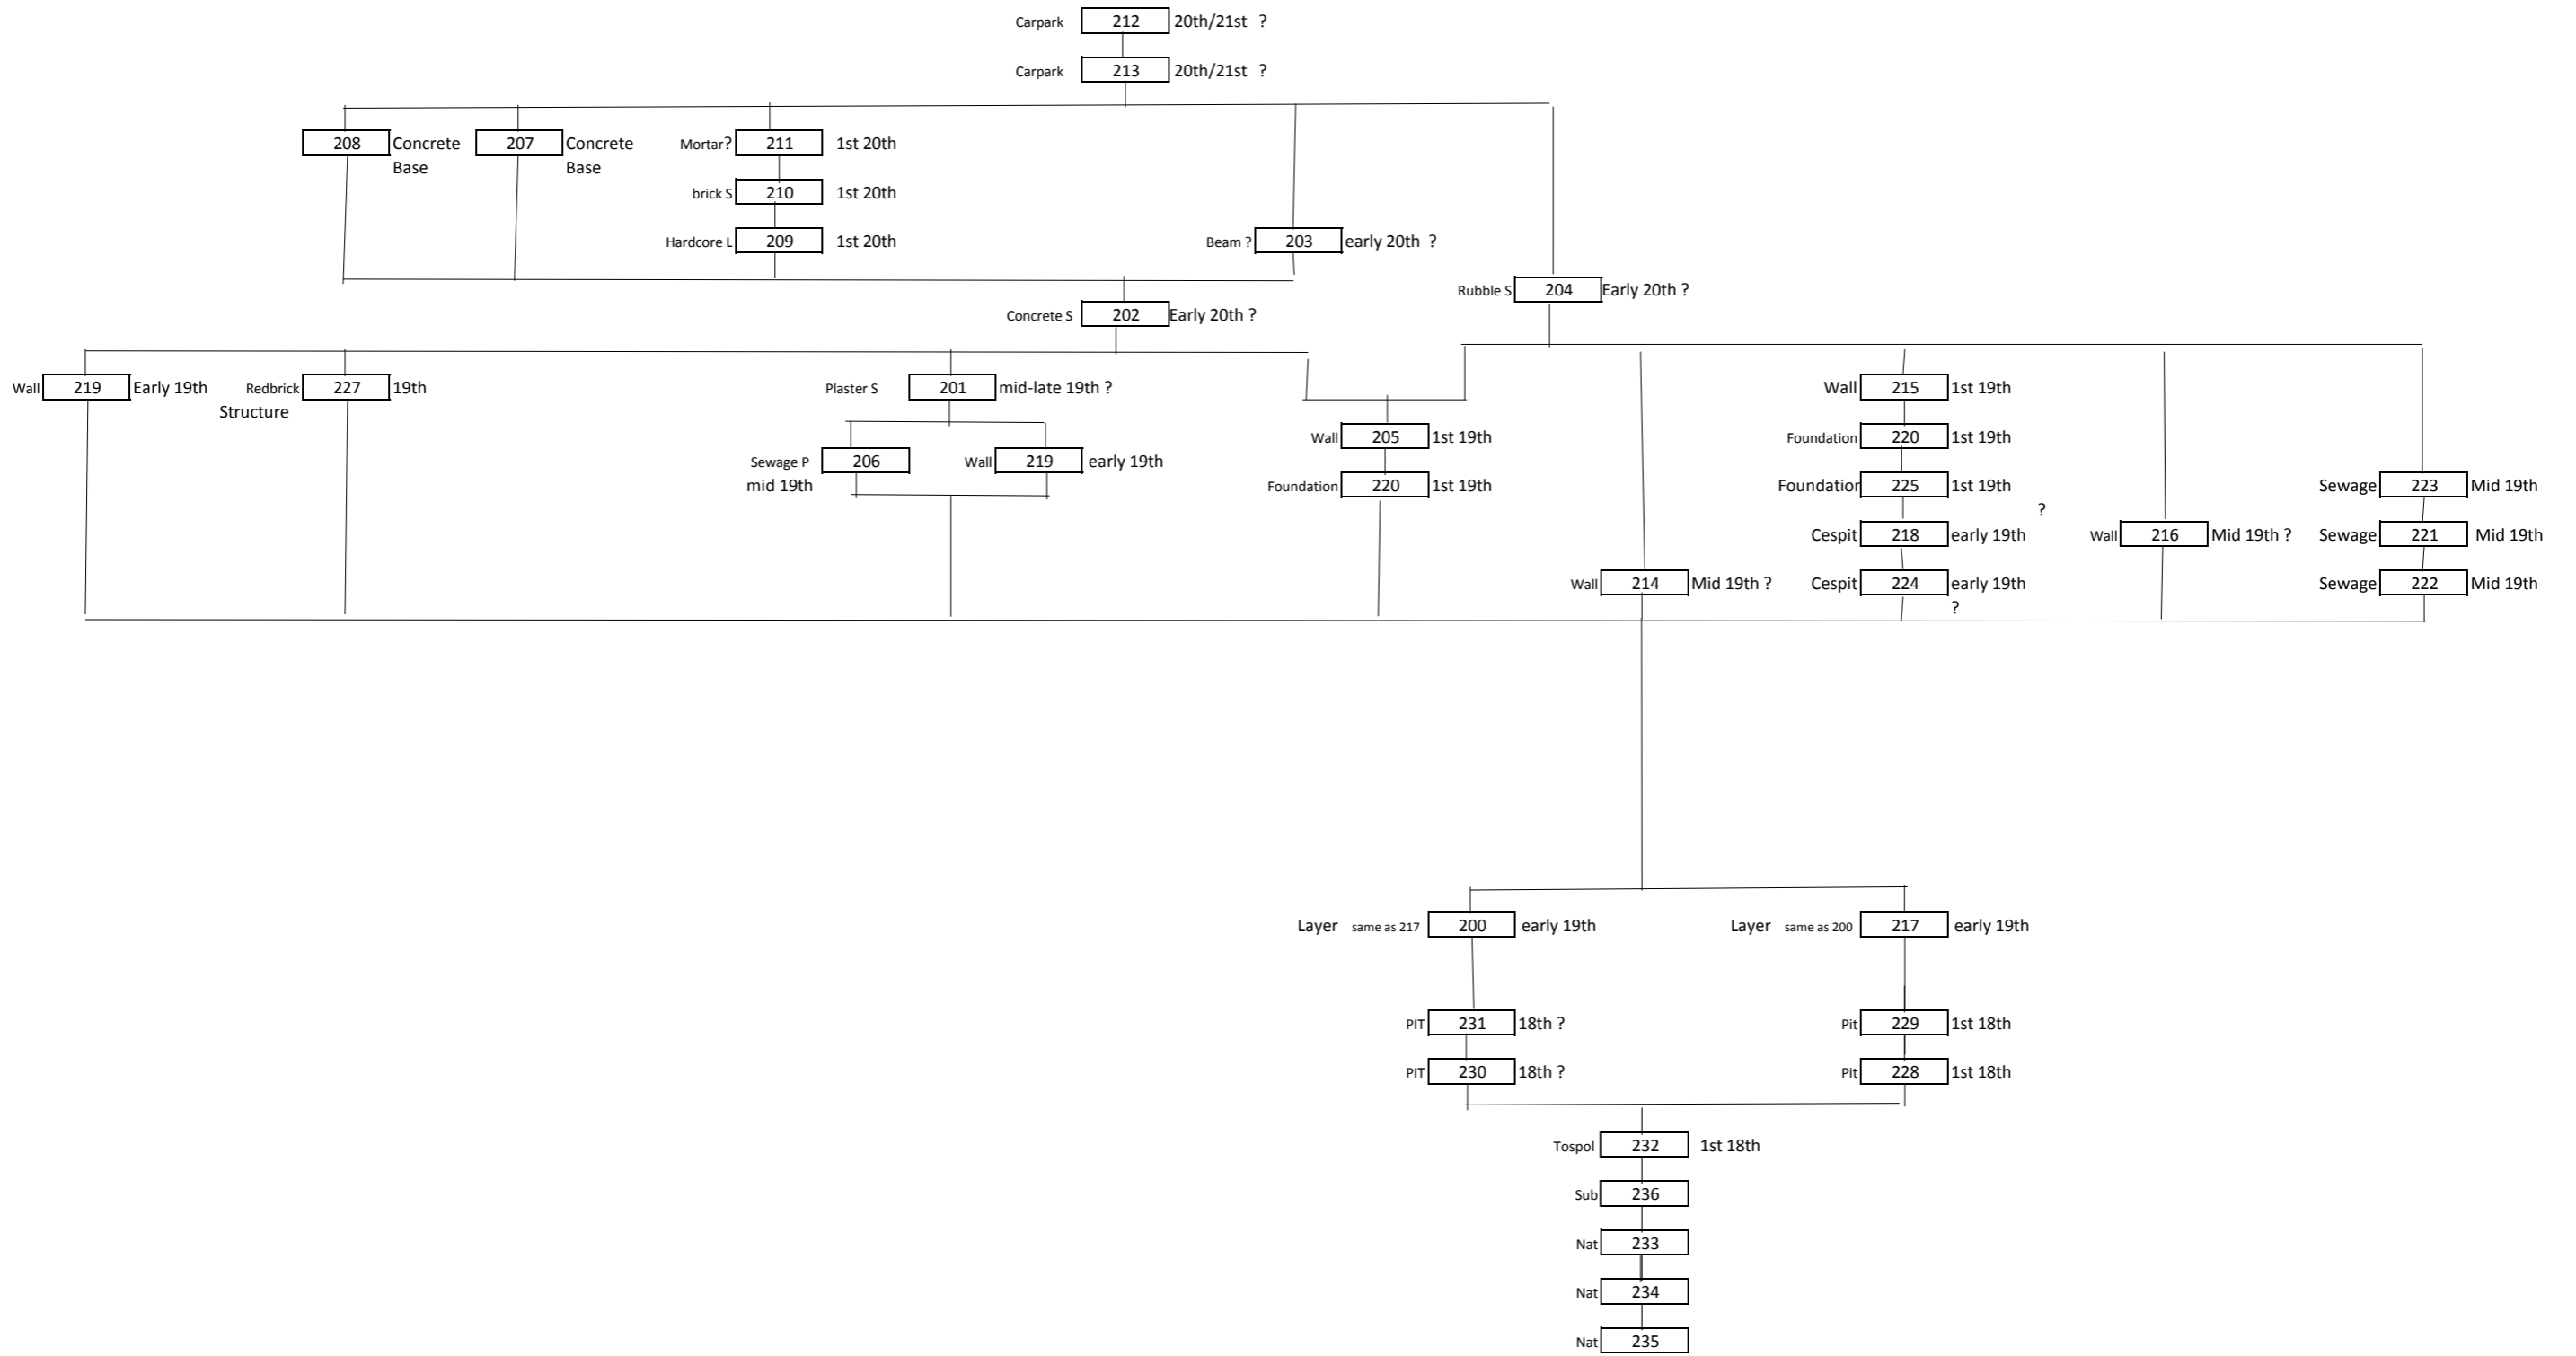 Carpark 212 20th/21st ?
Carpark 213 20th/21st ?
208 Concrete Base
207 Concrete Base
Mortar? 211 1st 20th
brick S 210 1st 20th
Hardcore L 209 1st 20th
Beam ? 203 early 20th ?
Rubble S 204 Early 20th ?
Concrete S 202 Early 20th ?
Wall 219 Early 19th
Redbrick Structure 227 19th
Plaster S 201 mid-late 19th ?
Sewage P 206 mid 19th
Wall 219 early 19th
Wall 205 1st 19th
Foundation 220 1st 19th
Wall 214 Mid 19th ?
Wall 215 1st 19th
Foundation 220 1st 19th
Foundatior 225 1st 19th
?
Cespit 218 early 19th
Cespit 224 early 19th
?
Wall 216 Mid 19th ?
Sewage 223 Mid 19th
Sewage 221 Mid 19th
Sewage 222 Mid 19th
Layer same as 217 200 early 19th
Layer same as 200 217 early 19th
PIT 231 18th ?
Pit 229 1st 18th
PIT 230 18th ?
Pit 228 1st 18th
Tospol 232 1st 18th
Sub 236
Nat 233
Nat 234
Nat 235